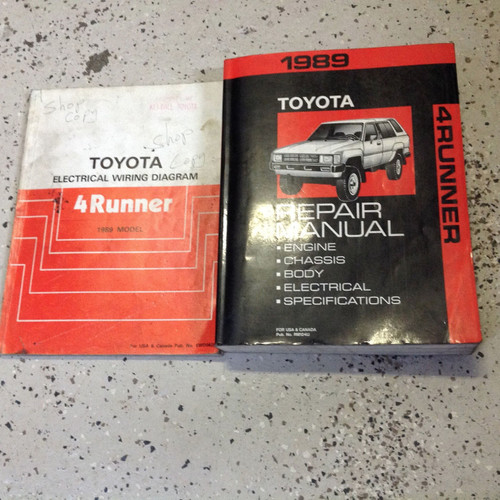 Shop
Copy
Shop
Copy
TOYOTA
ELECTRICAL WIRING DIAGRAM
4Runner
1989 MODEL
1989
TOYOTA
4RUNNER
REPAIR
MANUAL
• ENGINE
• CHASSIS
• BODY
• ELECTRICAL
• SPECIFICATIONS
FOR USA & CANADA